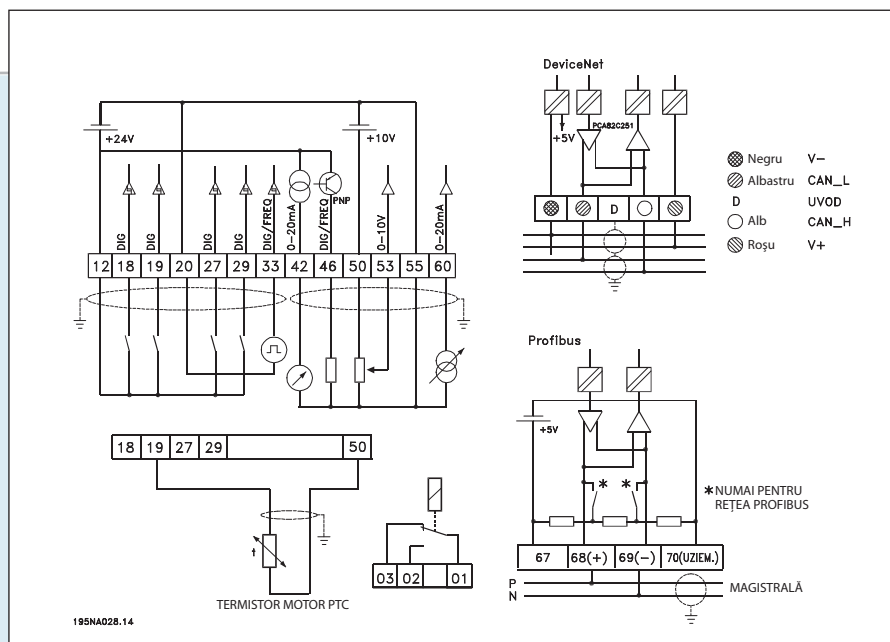 DeviceNet
+24V
+10V
DIG
DIG
DIG
DIG
DIG/FREQ
0-20mA
DIG/FREQ
PNP
0-10V
0-20mA
12 18 19 20 27 29 33 42 46 50 53 55 60
PCA82C251
+5V
D
Negru V-
Albastru CAN_L
D UVOD
Alb CAN_H
Roșu V+
18 19 27 29 50
t
TERMISTOR MOTOR PTC
03 02 01
Profibus
+5V
* *
*NUMAI PENTRU
REȚEA PROFIBUS
67 68(+) 69(-) 70(UZIEM.)
P
N
MAGISTRALĂ
195NA028.14